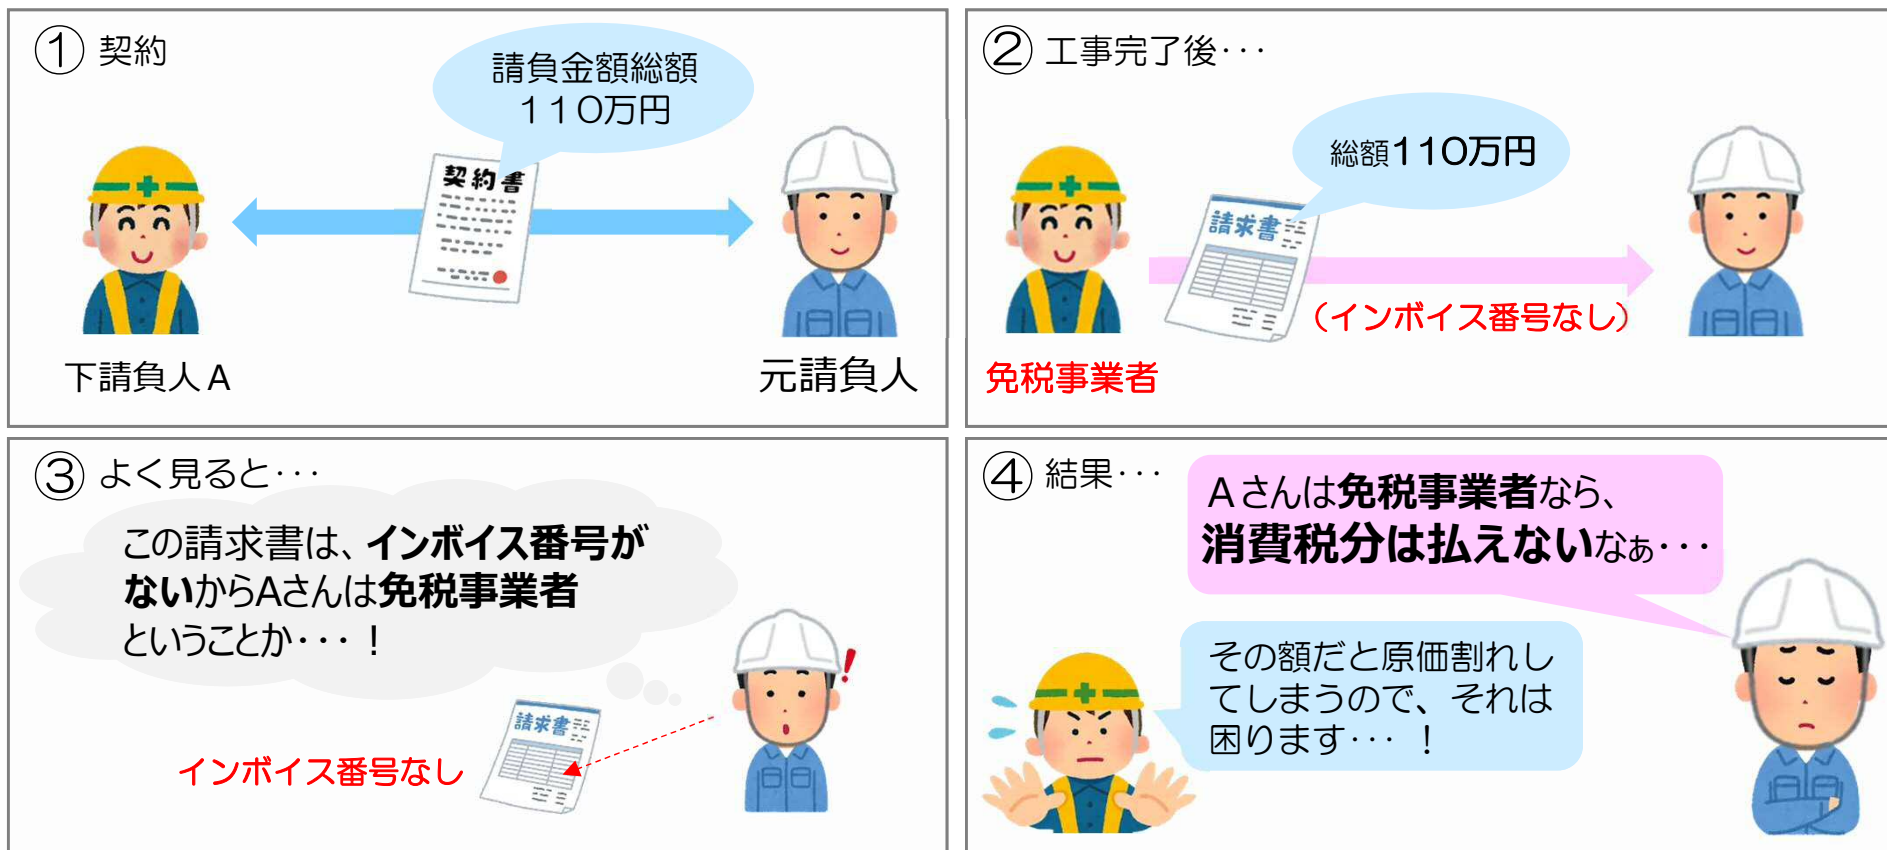 ① 契約
請負金額総額
110万円
契約書
下請負人A
元請負人
② 工事完了後･･･
総額110万円
請求書
（インボイス番号なし）
免税事業者
③ よく見ると･･･
この請求書は、インボイス番号が
ないからAさんは免税事業者
ということか･･･！
請求書
インボイス番号なし
④ 結果･･･
Aさんは免税事業者なら、
消費税分は払えないなぁ･･･
その額だと原価割れし
てしまうので、それは
困ります･･･！